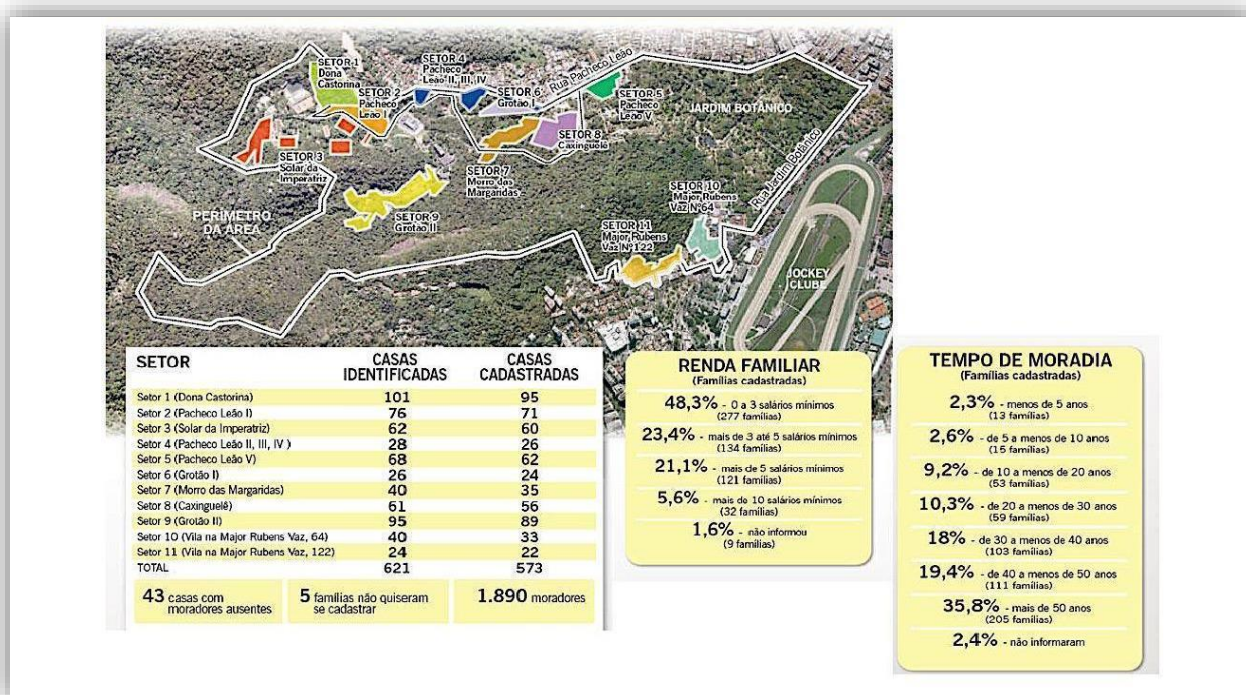 SETOR 1
Dona
Castorina
SETOR 2
Pacheco
Leão I
SETOR 4
Pacheco
Leão II, III, IV
SETOR 6
Grotão I
Rua Pacheco Leão
SETOR 5
Pacheco
Leão V
JARDIM BOTÂNICO
SETOR 8
Caxinguelê
SETOR 3
Solar da
Imperatriz
SETOR 7
Morro das
Margaridas
SETOR 10
Major Rubens
Vaz Nº 64
Rua Jardim Botânico
PERÍMETRO
DA ÁREA
SETOR 9
Grotão II
SETOR 11
Major Rubens
Vaz Nº 122
JOCKEY
CLUBE
SETOR CASAS IDENTIFICADAS CASAS CADASTRADAS
Setor 1 (Dona Castorina) 101 95
Setor 2 (Pacheco Leão I) 76 71
Setor 3 (Solar da Imperatriz) 62 60
Setor 4 (Pacheco Leão II, III, IV ) 28 26
Setor 5 (Pacheco Leão V) 68 62
Setor 6 (Grotão I) 26 24
Setor 7 (Morro das Margaridas) 40 35
Setor 8 (Caxinguelê) 61 56
Setor 9 (Grotão II) 95 89
Setor 10 (Vila na Major Rubens Vaz, 64) 40 33
Setor 11 (Vila na Major Rubens Vaz, 122) 24 22
TOTAL 621 573
43 casas com
moradores ausentes
5 famílias não quiseram
se cadastrar
1.890 moradores
RENDA FAMILIAR
(Famílias cadastradas)
48,3% - 0 a 3 salários mínimos
(277 famílias)
23,4% - mais de 3 até 5 salários mínimos
(134 famílias)
21,1% - mais de 5 salários mínimos
(121 famílias)
5,6% - mais de 10 salários mínimos
(32 famílias)
1,6% - não informou
(9 famílias)
TEMPO DE MORADIA
(Famílias cadastradas)
2,3% - menos de 5 anos
(13 famílias)
2,6% - de 5 a menos de 10 anos
(15 famílias)
9,2% - de 10 a menos de 20 anos
(53 famílias)
10,3% - de 20 a menos de 30 anos
(59 famílias)
18% - de 30 a menos de 40 anos
(103 famílias)
19,4% - de 40 a menos de 50 anos
(111 famílias)
35,8% - mais de 50 anos
(205 famílias)
2,4% - não informaram